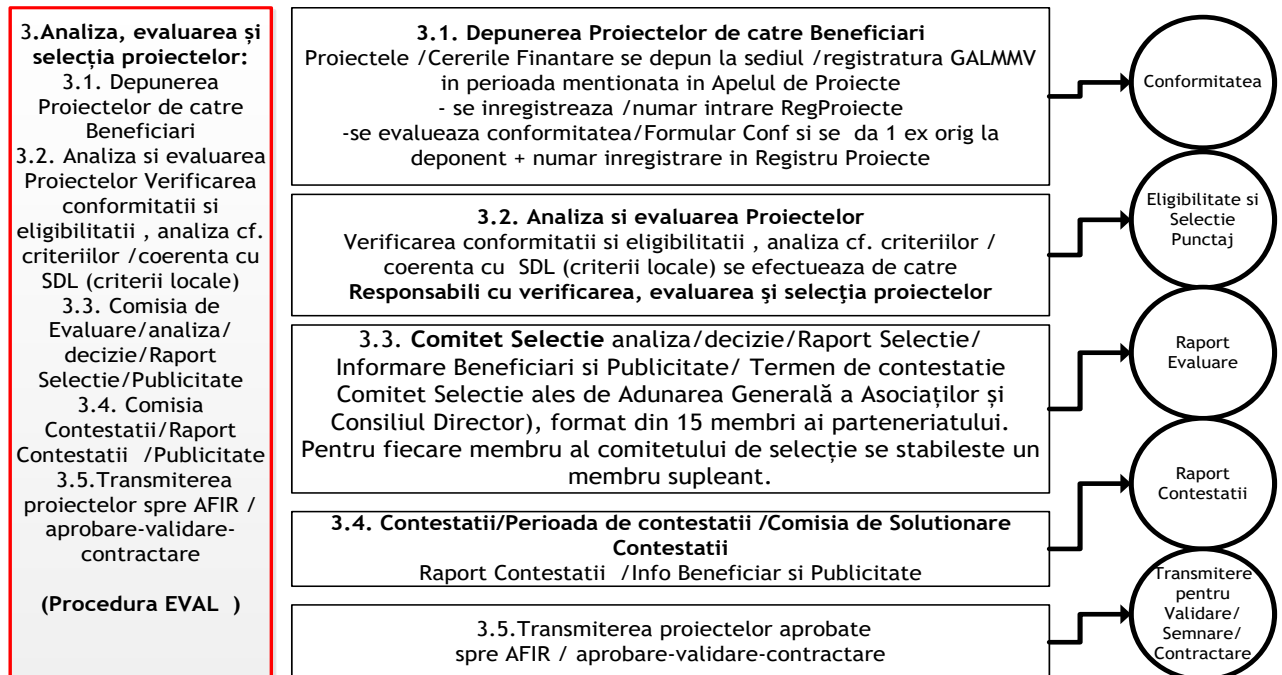 3.Analiza, evaluarea și
selecția proiectelor:
3.1. Depunerea
Proiectelor de catre
Beneficiari
3.2. Analiza si evaluarea
Proiectelor Verificarea
conformitatii si
eligibilitatii , analiza cf.
criteriilor /coerenta cu
SDL (criterii locale)
3.3. Comisia de
Evaluare/analiza/
decizie/Raport
Selectie/Publicitate
3.4. Comisia
Contestatii/Raport
Contestatii /Publicitate
3.5.Transmiterea
proiectelor spre AFIR /
aprobare-validare-
contractare
(Procedura EVAL )
3.1. Depunerea Proiectelor de catre Beneficiari
Proiectele /Cererile Finantare se depun la sediul /registratura GALMMV
in perioada mentionata in Apelul de Proiecte
- se inregistreaza /numar intrare RegProiecte
-se evalueaza conformitatea/Formular Conf si se da 1 ex orig la
deponent + numar inregistrare in Registru Proiecte
Conformitatea
3.2. Analiza si evaluarea Proiectelor
Verificarea conformitatii si eligibilitatii , analiza cf. criteriilor /
coerenta cu SDL (criterii locale) se efectueaza de catre
Responsabili cu verificarea, evaluarea şi selecţia proiectelor
Eligibilitate si
Selectie
Punctaj
3.3. Comitet Selectie analiza/decizie/Raport Selectie/
Informare Beneficiari si Publicitate/ Termen de contestatie
Comitet Selectie ales de Adunarea Generală a Asociaților și
Consiliul Director), format din 15 membri ai parteneriatului.
Pentru fiecare membru al comitetului de selecție se stabileste un
membru supleant.
Raport
Evaluare
3.4. Contestatii/Perioada de contestatii /Comisia de Solutionare
Contestatii
Raport Contestatii /Info Beneficiar si Publicitate
Raport
Contestatii
3.5.Transmiterea proiectelor aprobate
spre AFIR / aprobare-validare-contractare
Transmitere
pentru
Validare/
Semnare/
Contractare